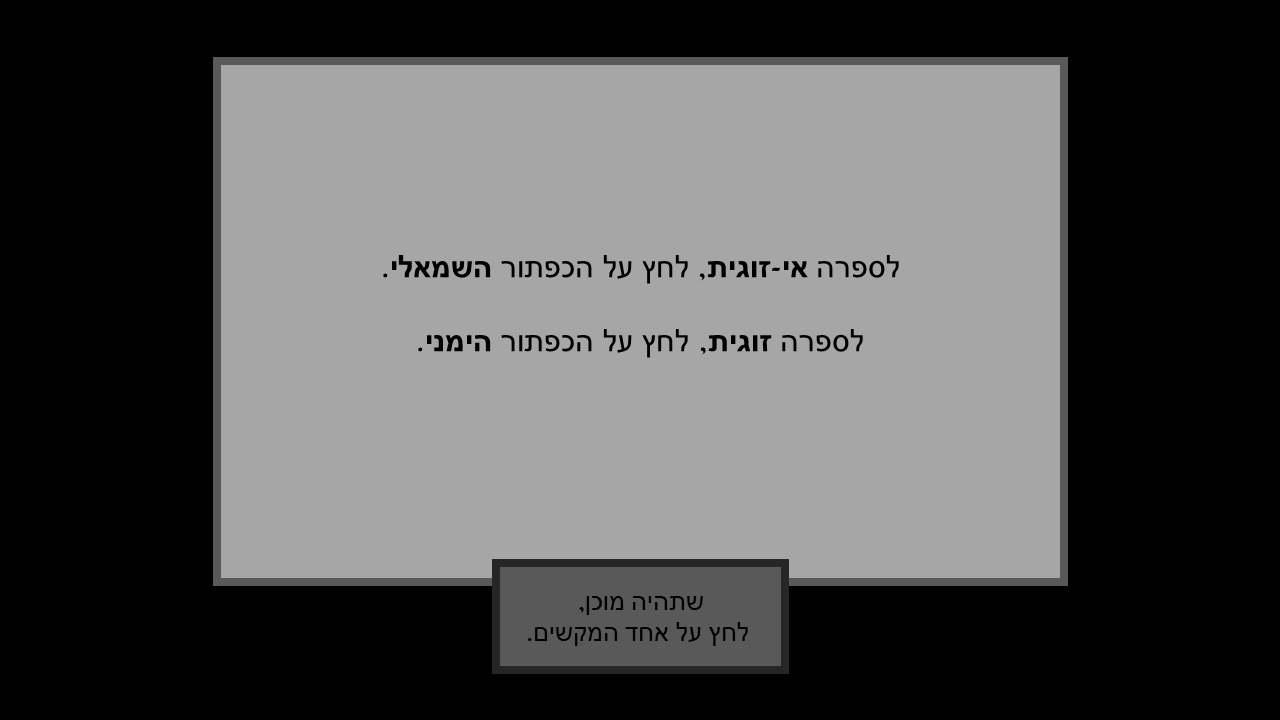 לספרה אי-זוגית, לחץ על הכפתור השמאלי.
לספרה זוגית, לחץ על הכפתור הימני.
שתהיה מוכן,
לחץ על אחד המקשים.